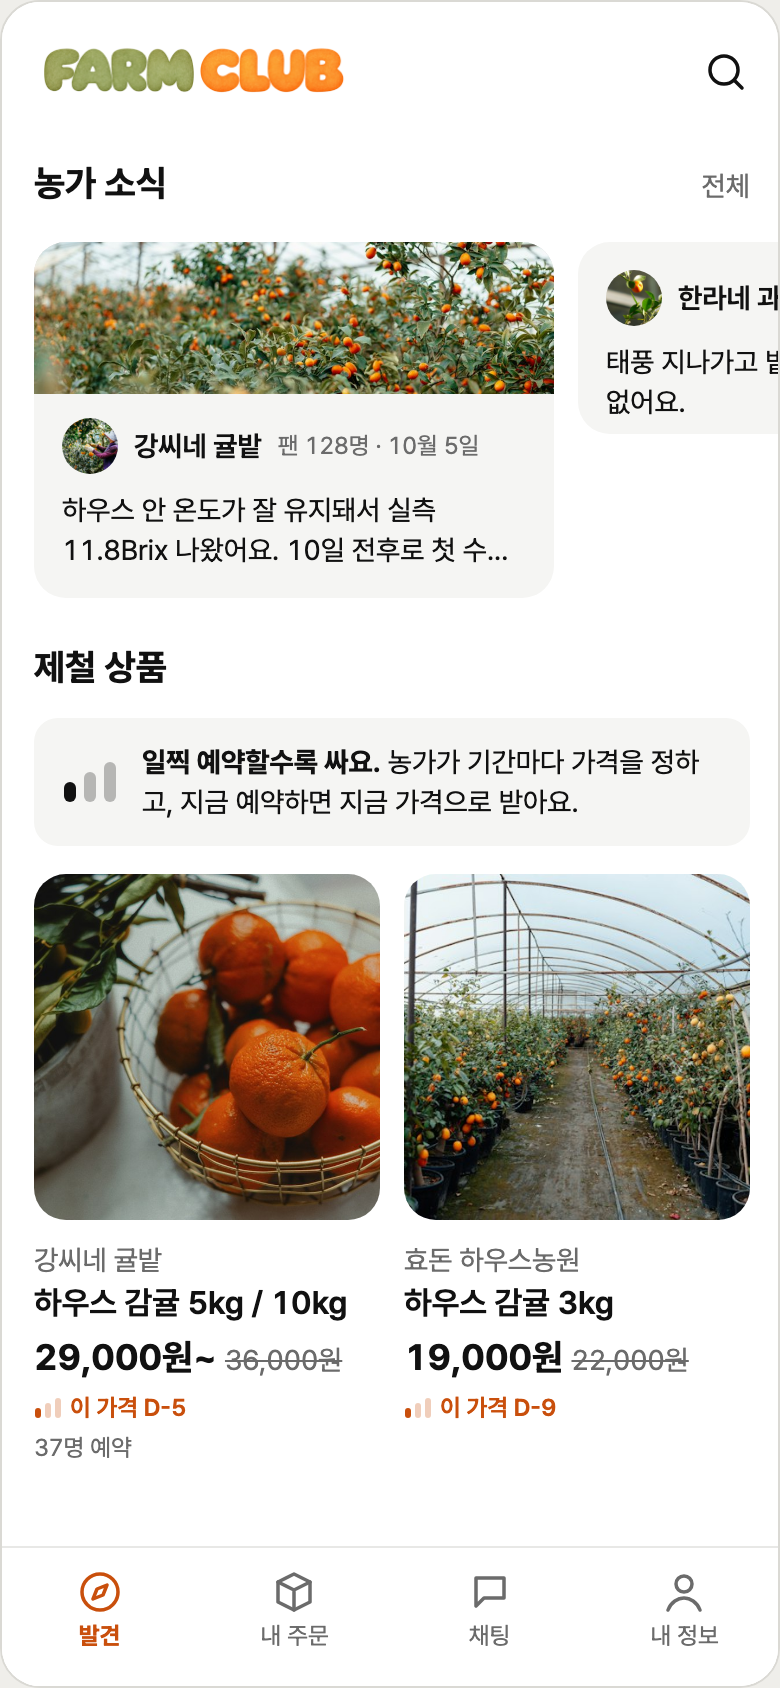 FARM CLUB
농가 소식
전체
강씨네 귤밭 팬 128명 · 10월 5일
하우스 안 온도가 잘 유지돼서 실측
11.8Brix 나왔어요. 10일 전후로 첫 수...
한라네 과
태풍 지나가고
없어요.
제철 상품
일찍 예약할수록 싸요. 농가가 기간마다 가격을 정하
고, 지금 예약하면 지금 가격으로 받아요.
강씨네 귤밭
하우스 감귤 5kg / 10kg
29,000원~ 36,000원
이 가격 D-5
37명 예약
효돈 하우스농원
하우스 감귤 3kg
19,000원 22,000원
이 가격 D-9
발견
내 주문
채팅
내 정보